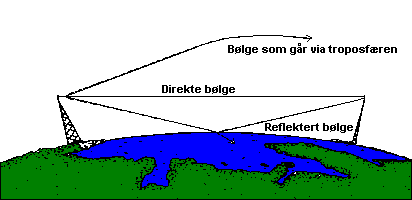 Bølge som går via troposfæren
Direkte bølge
Reflektert bølge